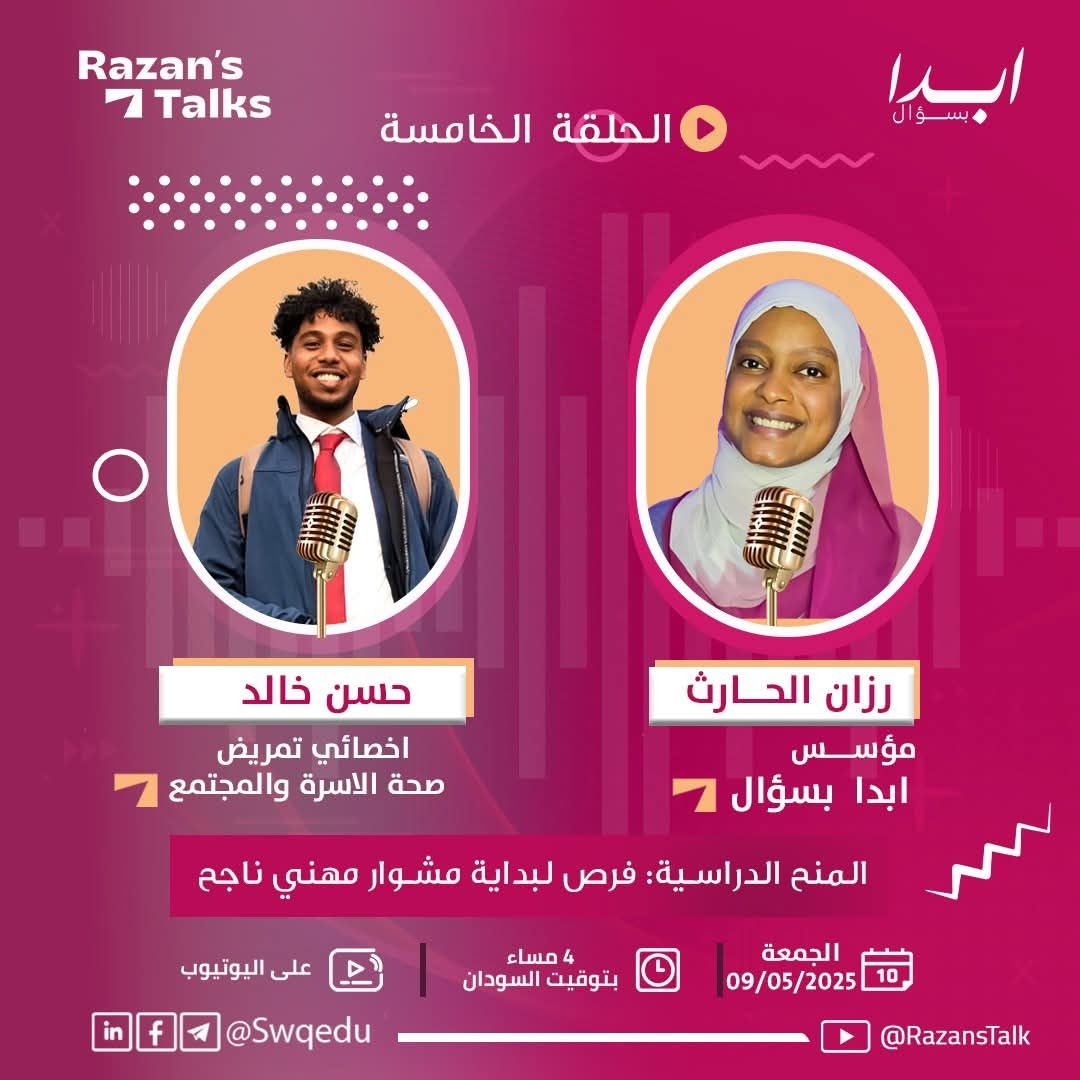 Razan's
Talks
ابدا
بسؤال
الحلقة الخامسة
رزان الحارث
مؤسس
ابدا بسؤال
حسن خالد
اخصائي تمريض
صحة الاسرة والمجتمع
المنح الدراسية: فرص لبداية مشوار مهني ناجح
الجمعة
09/05/2025
10
4 مساء
بتوقيت السودان
على اليوتيوب
in f @Swqedu
@RazansTalk